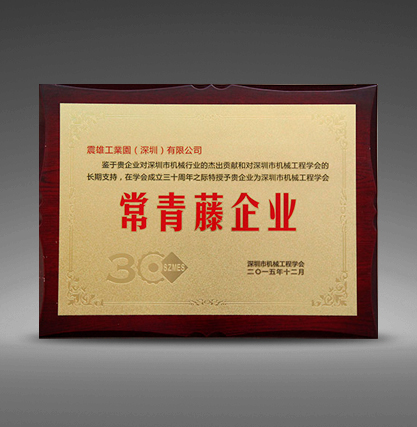 震雄工業園（深圳）有限公司
鉴于贵企业对深圳市机械行业的杰出贡献和对深圳市机械工程学会的
长期支持，在学会成立三十周年之际特授予贵企业为深圳市机械工程学会
常青藤企业
30 SZMES
深圳市机械工程学会
二〇一五年十二月